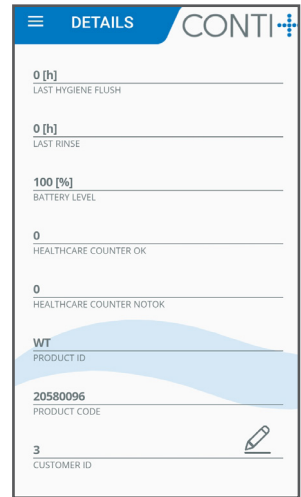 DETAILS
CONTI
0 [h]
LAST HYGIENE FLUSH
0 [h]
LAST RINSE
100 [%]
BATTERY LEVEL
0
HEALTHCARE COUNTER OK
0
HEALTHCARE COUNTER NOTOK
WT
PRODUCT ID
20580096
PRODUCT CODE
3
CUSTOMER ID